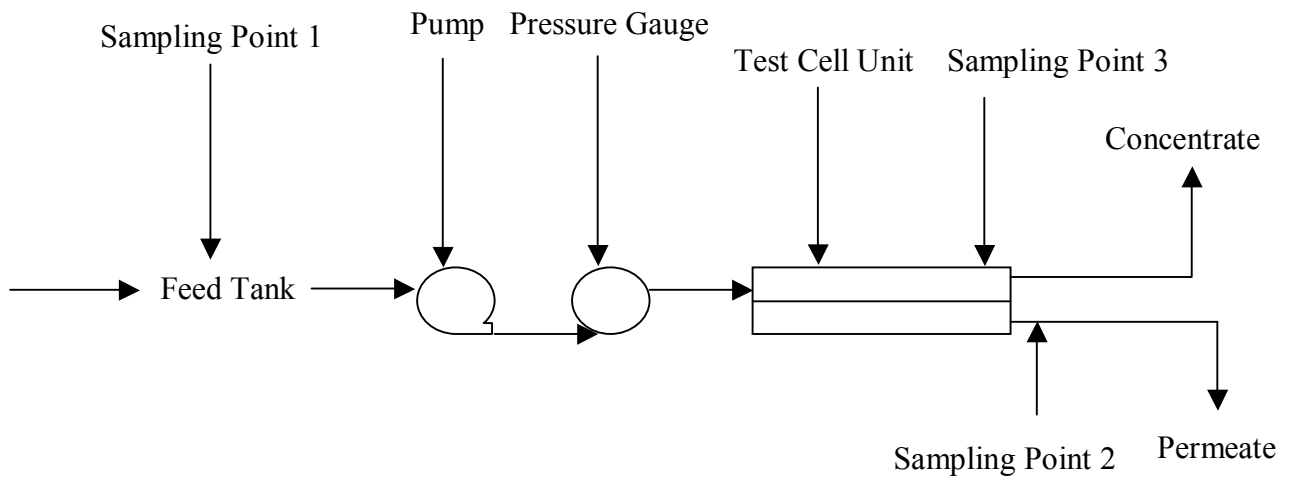 Sampling Point 1
Pump
Pressure Gauge
Test Cell Unit
Sampling Point 3
Concentrate
Feed Tank
Sampling Point 2
Permeate